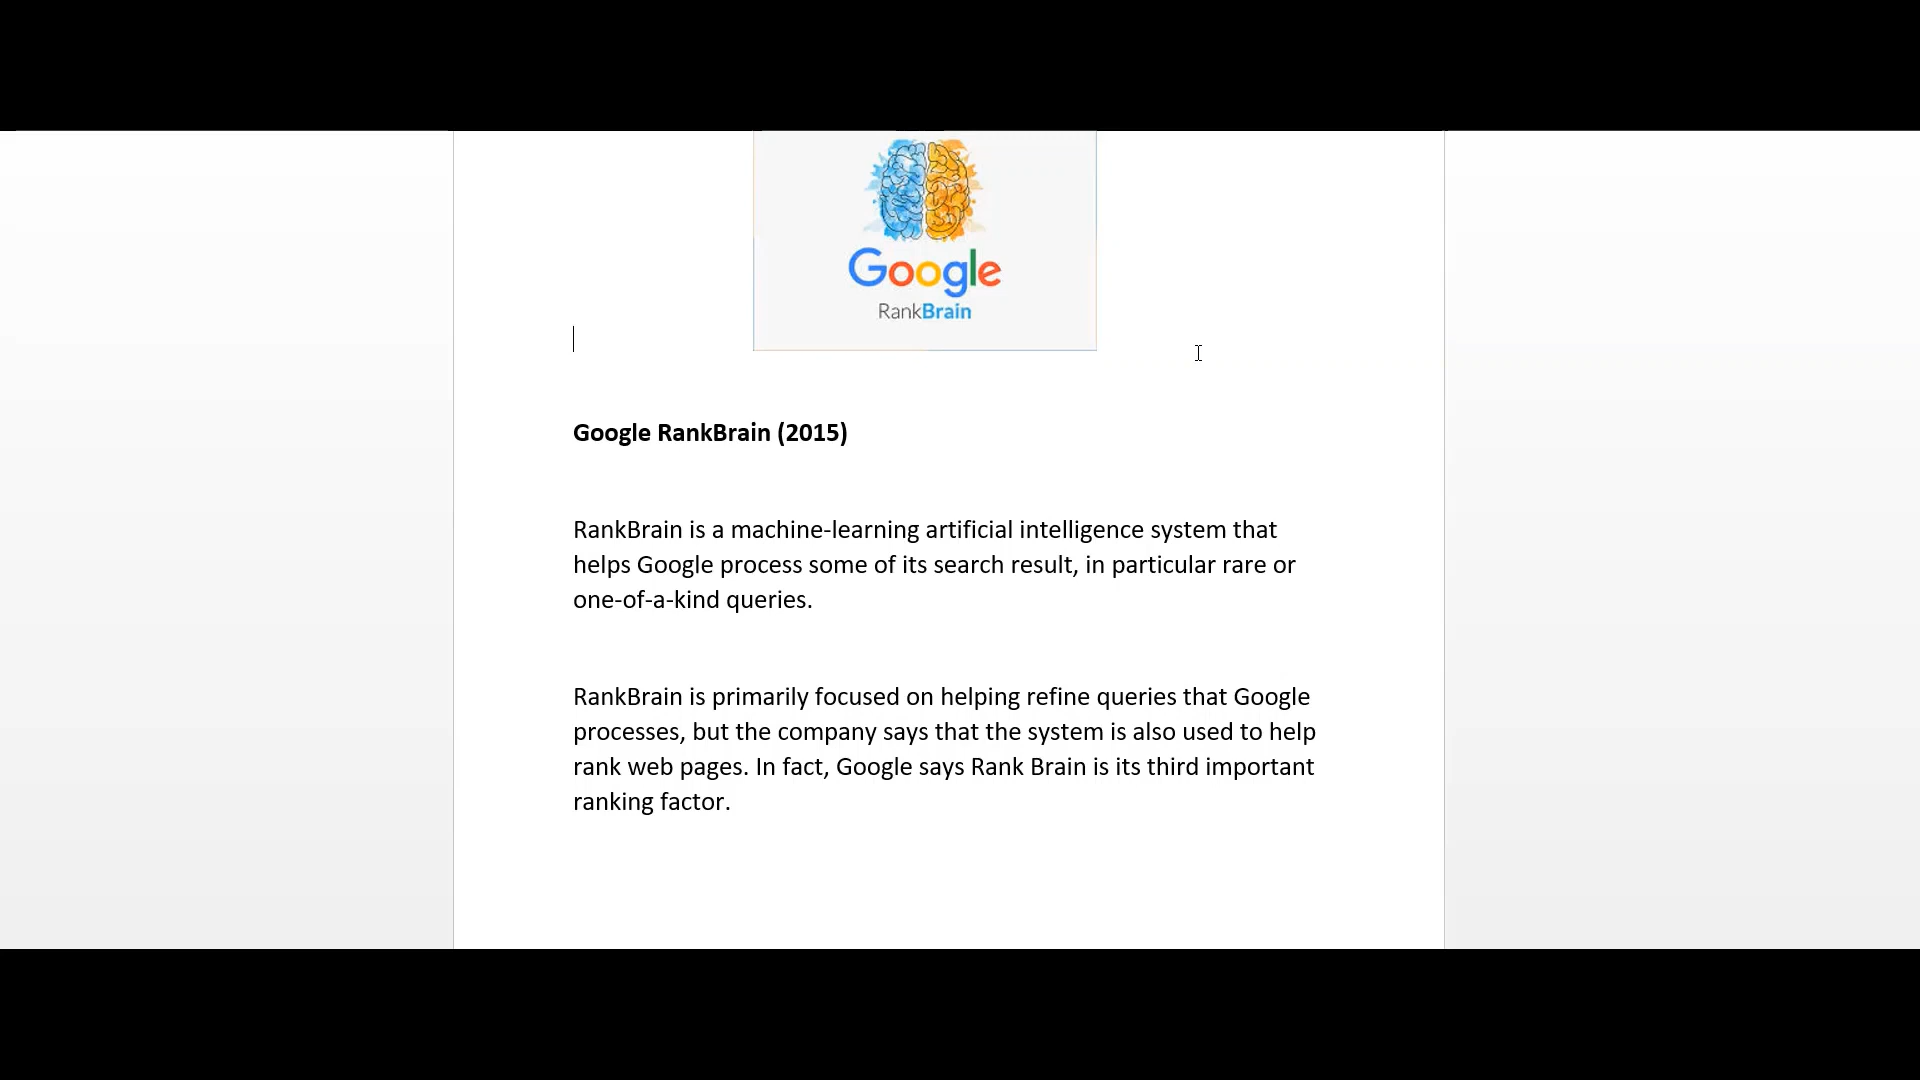 Google
RankBrain
Google RankBrain (2015)
RankBrain is a machine-learning artificial intelligence system that
helps Google process some of its search result, in particular rare or
one-of-a-kind queries.
RankBrain is primarily focused on helping refine queries that Google
processes, but the company says that the system is also used to help
rank web pages. In fact, Google says Rank Brain is its third important
ranking factor.